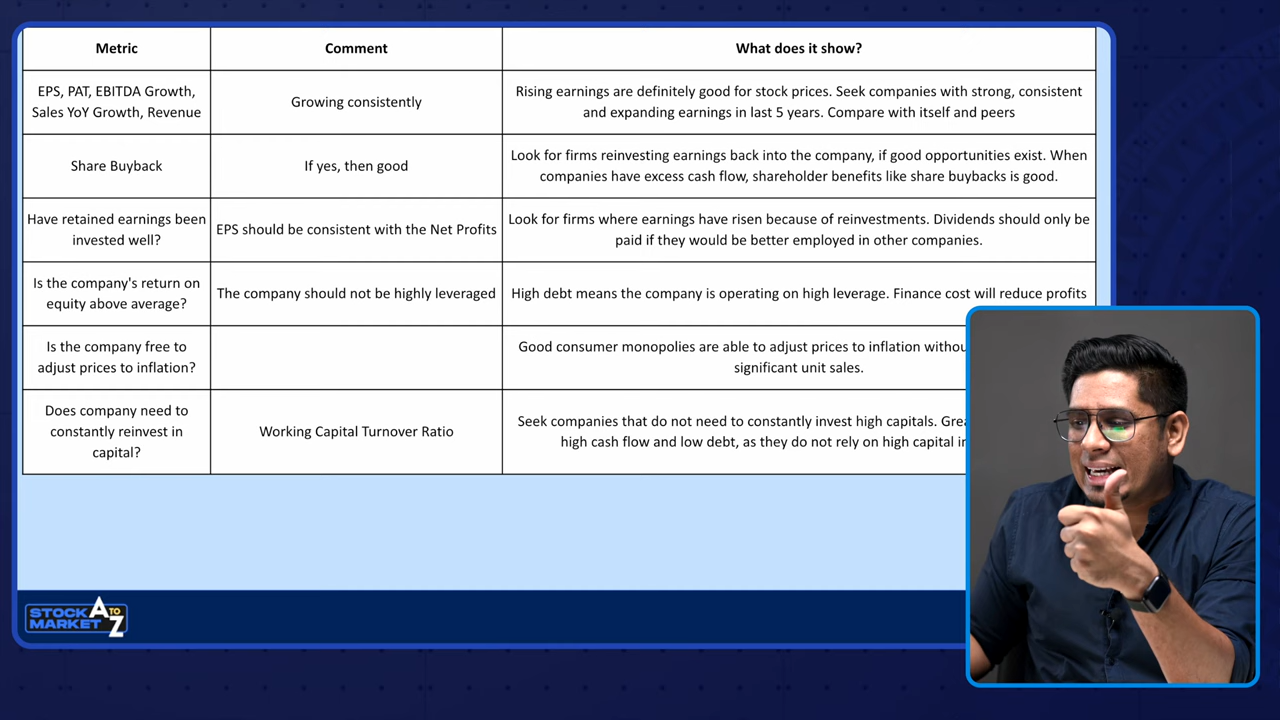 Metric
Comment
What does it show?
EPS, PAT, EBITDA Growth,
Sales YoY Growth, Revenue
Growing consistently
Rising earnings are definitely good for stock prices. Seek companies with strong, consistent
and expanding earnings in last 5 years. Compare with itself and peers
Share Buyback
If yes, then good
Look for firms reinvesting earnings back into the company, if good opportunities exist. When
companies have excess cash flow, shareholder benefits like share buybacks is good.
Have retained earnings been
invested well?
EPS should be consistent with the Net Profits
Look for firms where earnings have risen because of reinvestments. Dividends should only be
paid if they would be better employed in other companies.
Is the company's return on
equity above average?
The company should not be highly leveraged
High debt means the company is operating on high leverage. Finance cost will reduce profits
Is the company free to
adjust prices to inflation?
Good consumer monopolies are able to adjust prices to inflation
significant unit sales.
Does company need to
constantly reinvest in
capital?
Working Capital Turnover Ratio
Seek companies that do not need to constantly invest high capitals.
high cash flow and low debt, as they do not rely on high capital
STOCK
MARKET
A TO Z